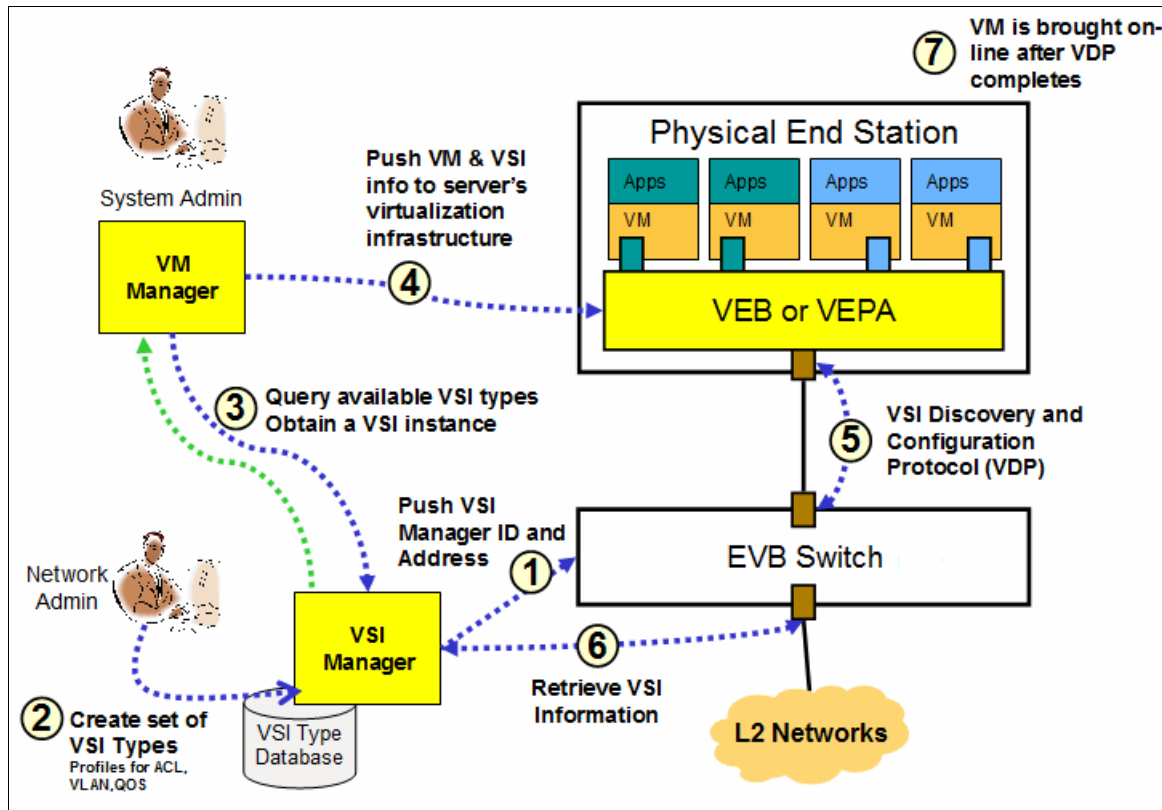 7
VM is brought on-
line after VDP
completes
Physical End Station
Apps
Apps
Apps
Apps
VM
VM
VM
VM
VEB or VEPA
System Admin
VM
Manager
Push VM & VSI
info to server's
virtualization
infrastructure
4
3
Query available VSI types
Obtain a VSI instance
5
VSI Discovery and
Configuration
Protocol (VDP)
Push VSI
Manager ID and
Address
1
EVB Switch
Network
Admin
VSI
Manager
6
Retrieve VSI
Information
2
Create set of
VSI Types
Profiles for ACL,
VLAN,QOS
VSI Type
Database
L2 Networks